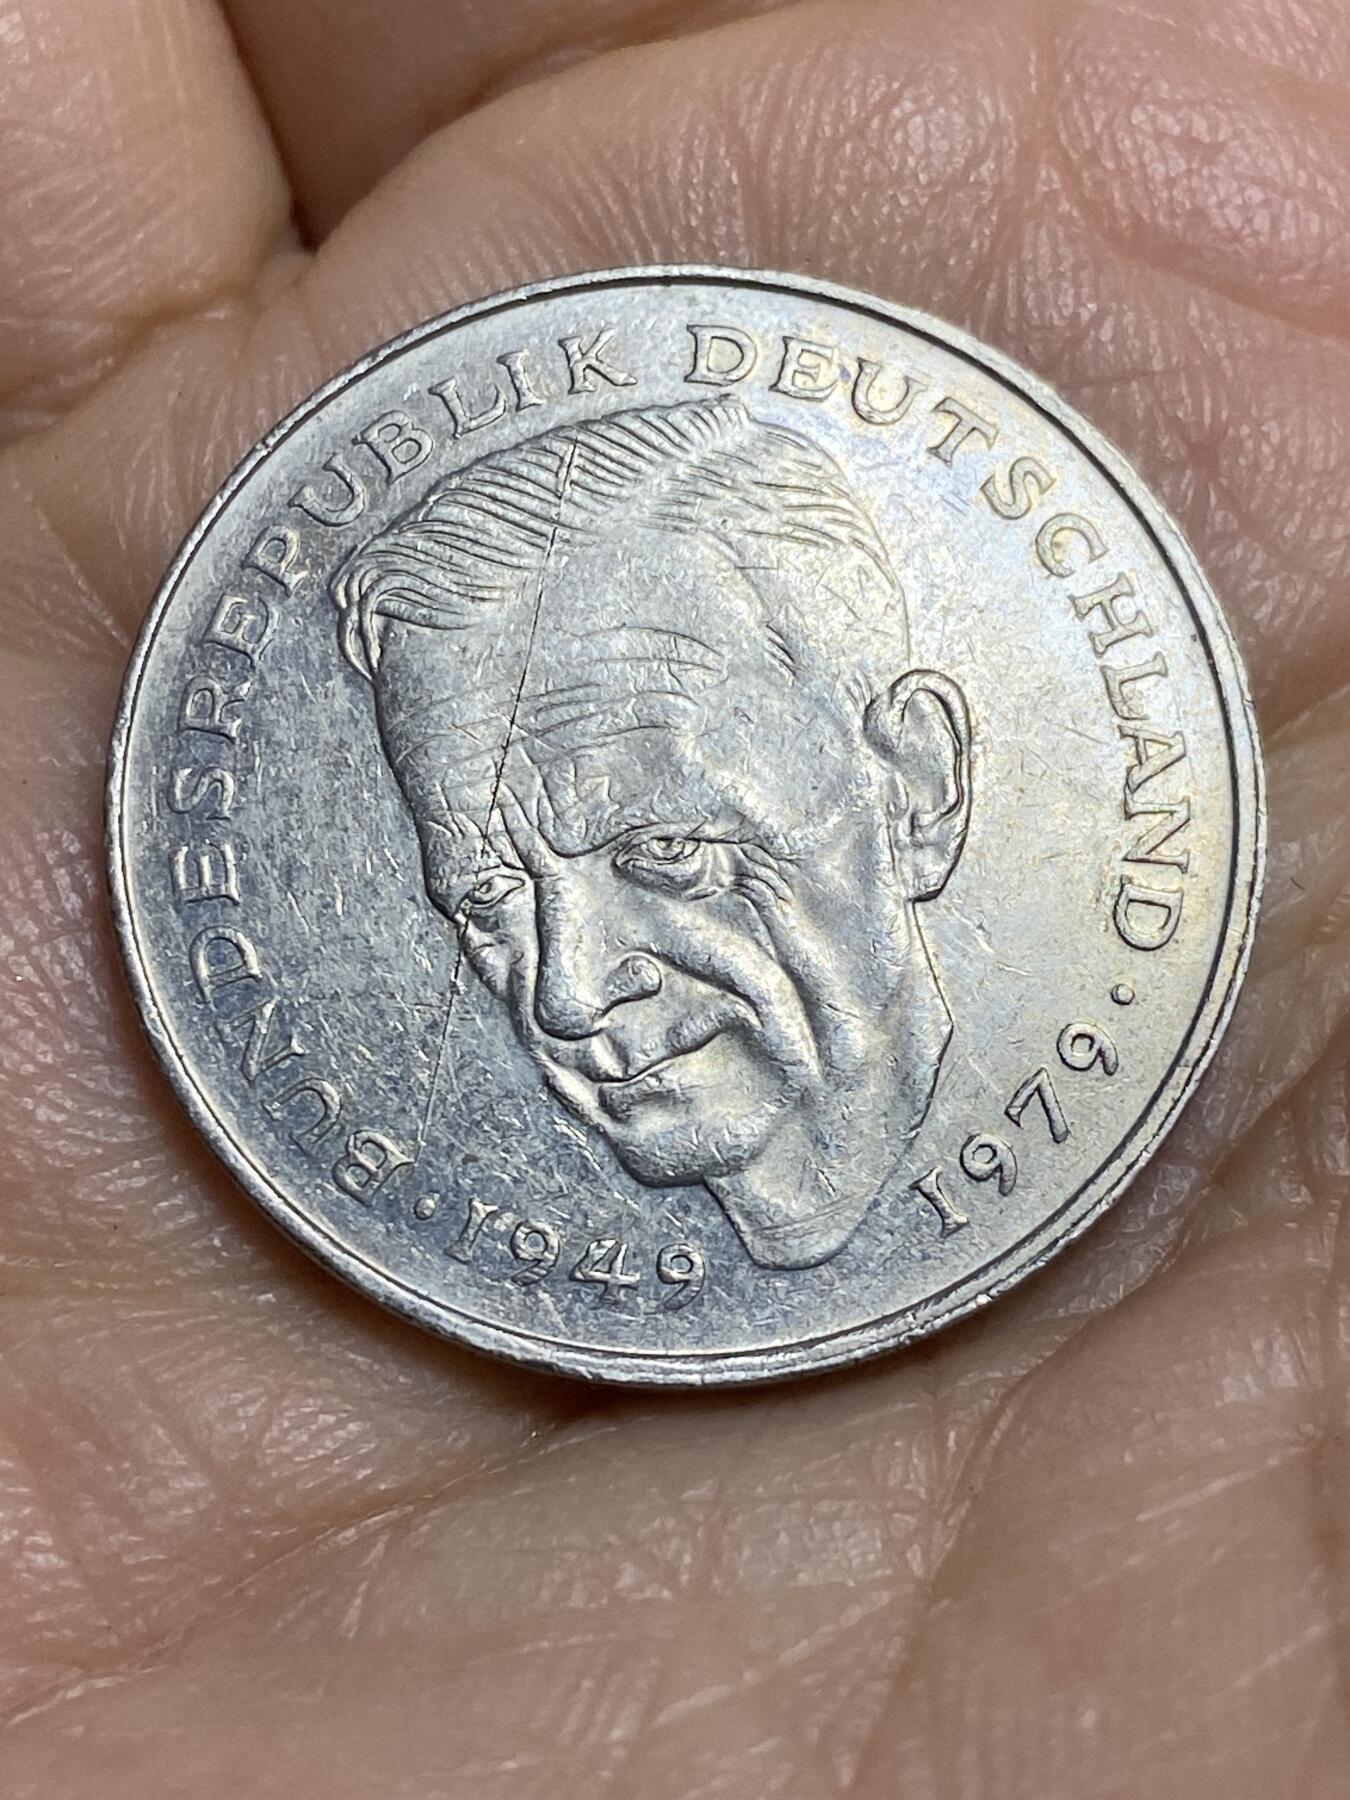 BUNDESREPUBLIK DEUTSCHLAND ·
1949 1979 ·